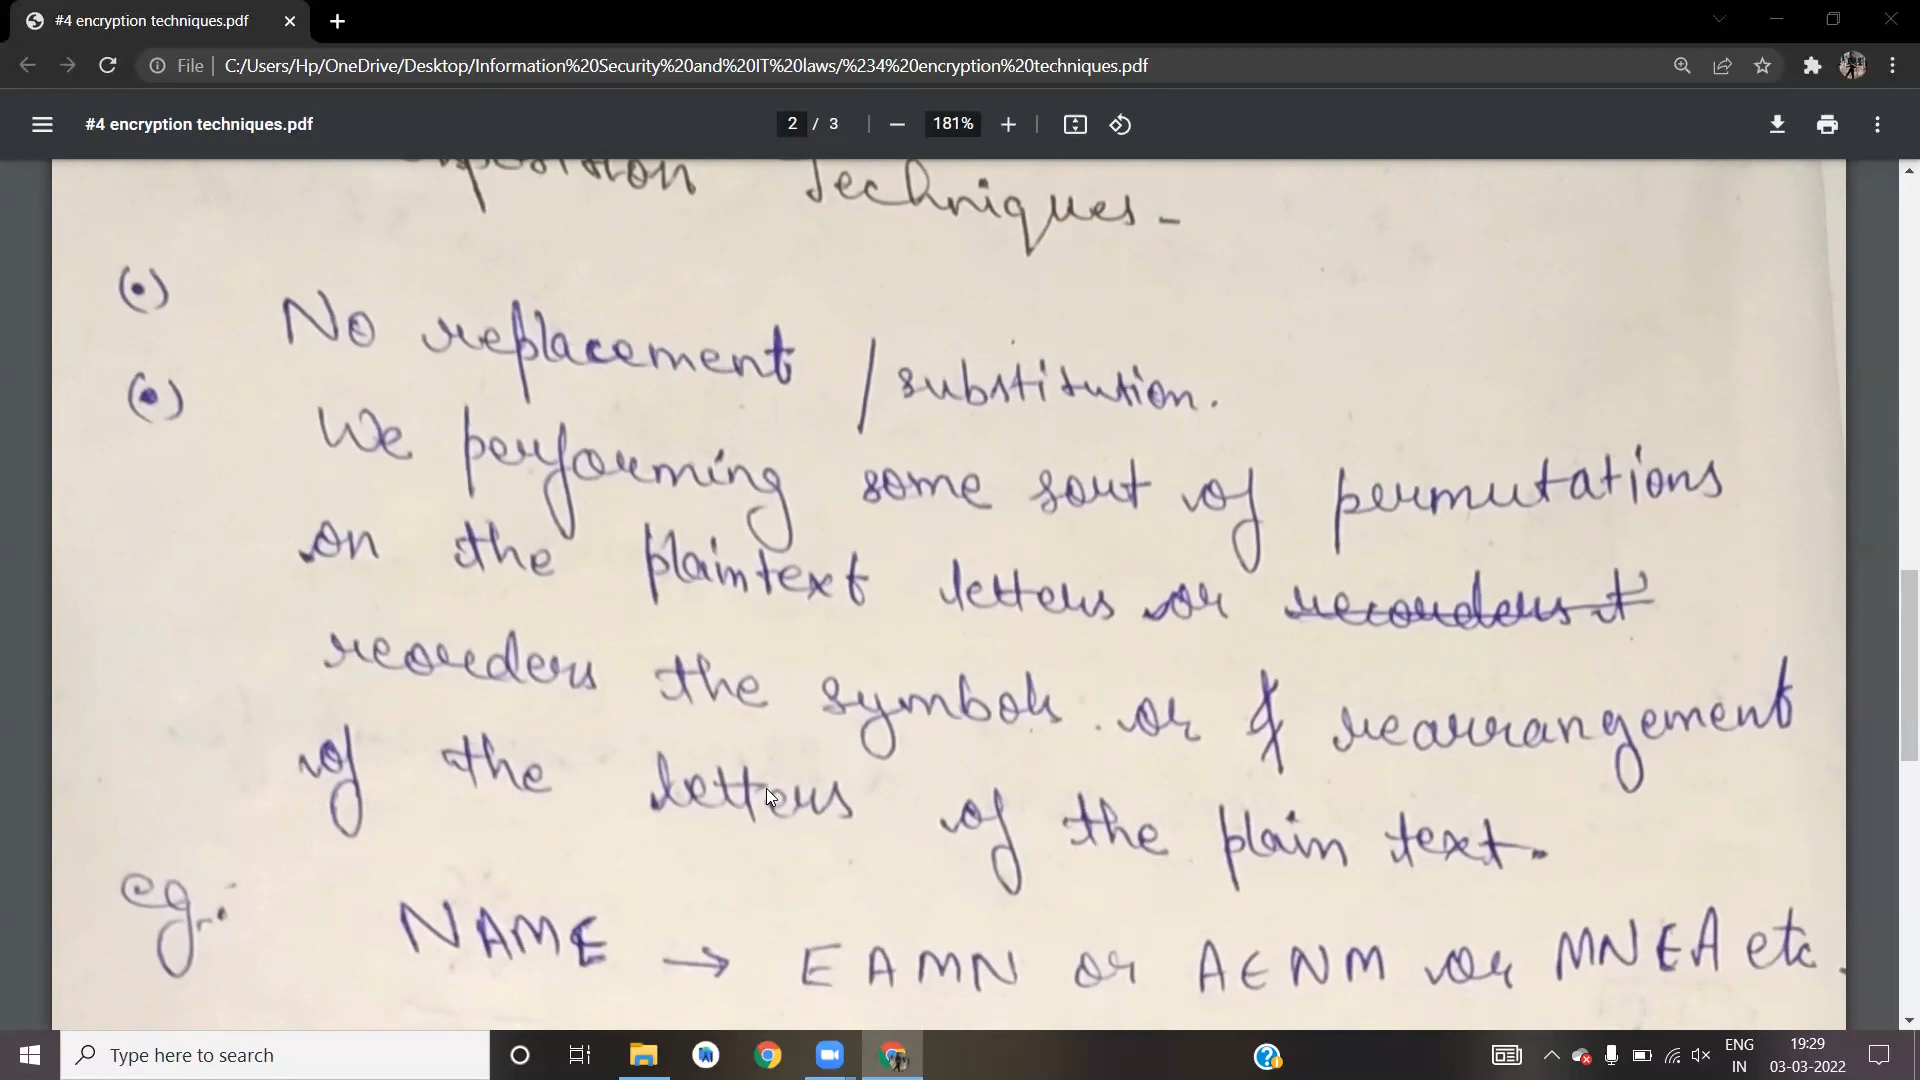 #4 encryption techniques.pdf
File
C:/Users/Hp/OneDrive/Desktop/Information%20Security%20and%20IT%20laws/%234%20encryption%20techniques.pdf
#4 encryption techniques.pdf
2 / 3
181%
Techniques -
(•) No replacement / substitution.
(•) We performing some sort of permutations
on the plaintext letters or
reorders the symbols. or rearrangement
of the letters of the plain text.
eg:. NAME → EAMN or AENM or MNEA etc.
Type here to search
ENG
IN
19:29
03-03-2022